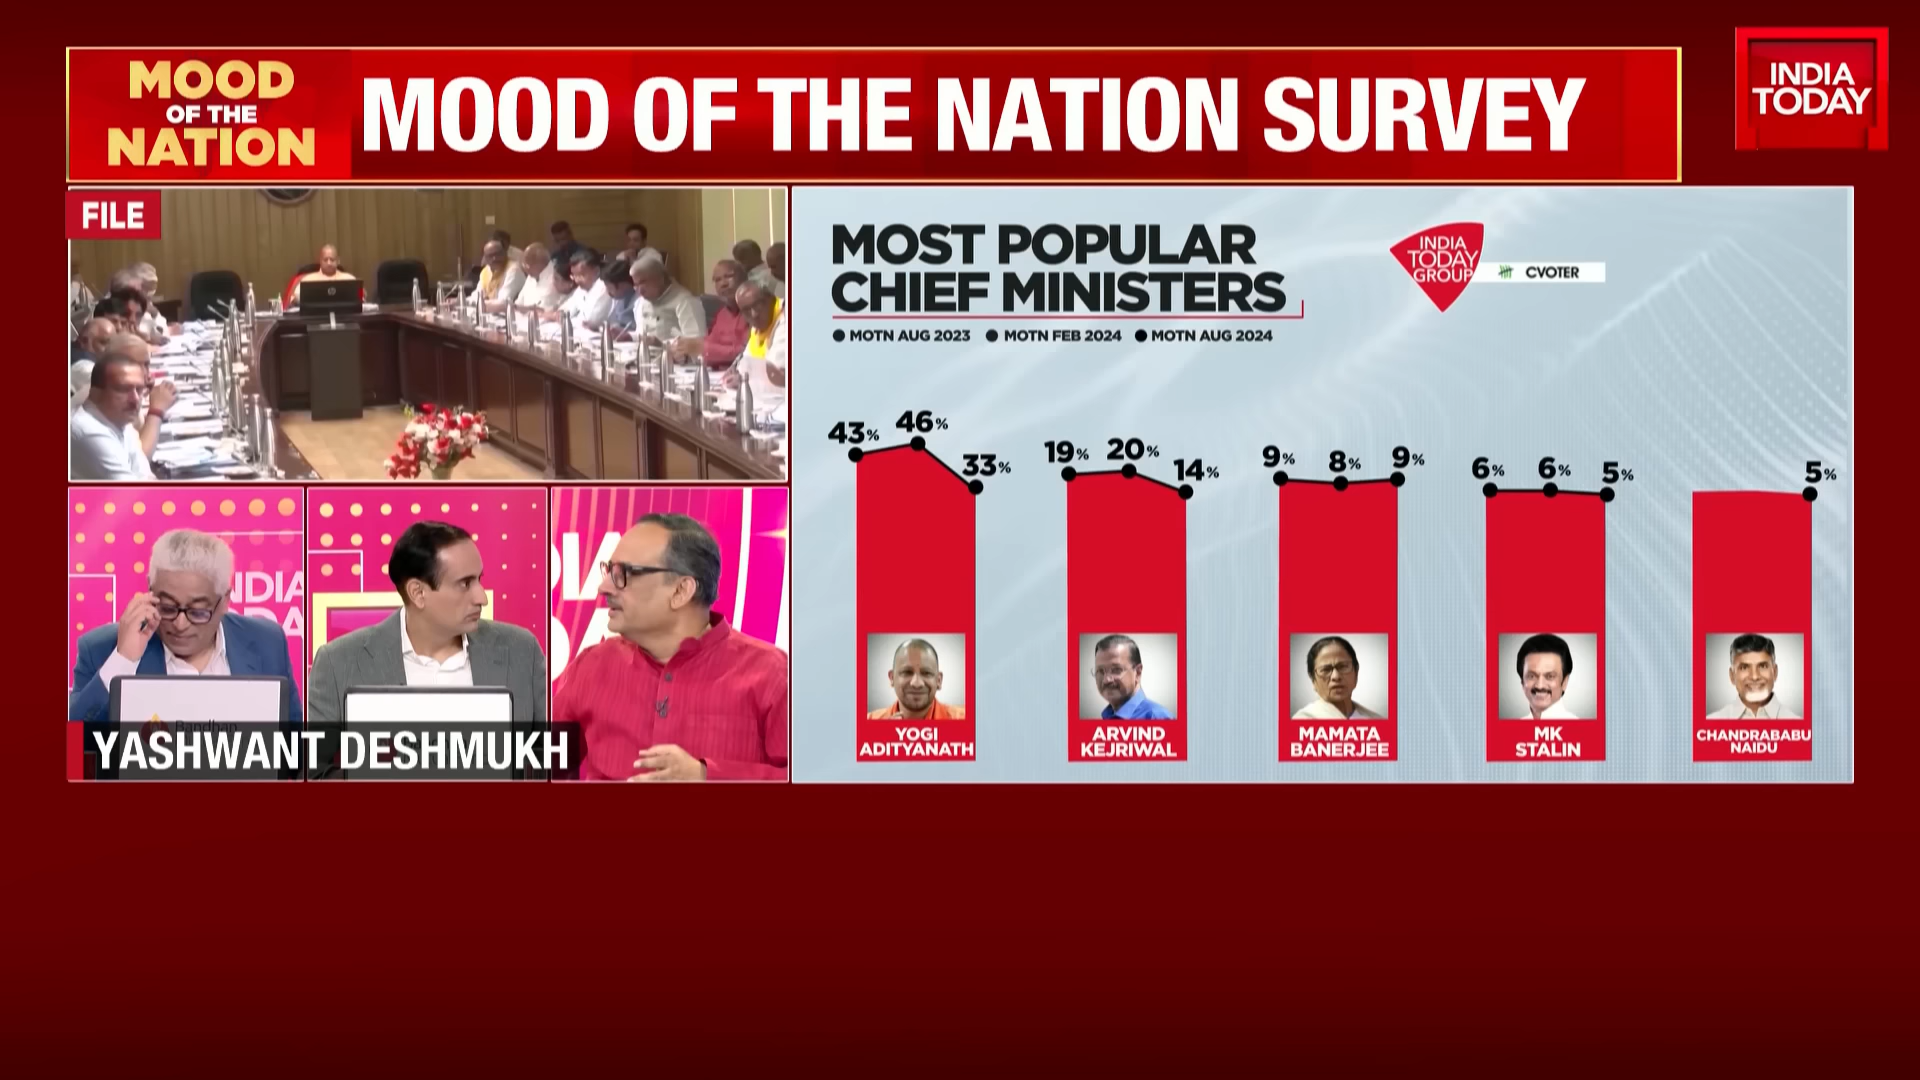 MOOD
OF THE
NATION
MOOD OF THE NATION SURVEY
INDIA
TODAY
FILE
MOST POPULAR
CHIEF MINISTERS
INDIA
TODAY
GROUP
CVOTER
MOTN AUG 2023 MOTN FEB 2024 MOTN AUG 2024
43% 46% 33%
19% 20% 14%
9% 8% 9%
6% 6% 5%
5%
YOGI
ADITYANATH
ARVIND
KEJRIWAL
MAMATA
BANERJEE
MK
STALIN
CHANDRABABU
NAIDU
Bandhan
YASHWANT DESHMUKH